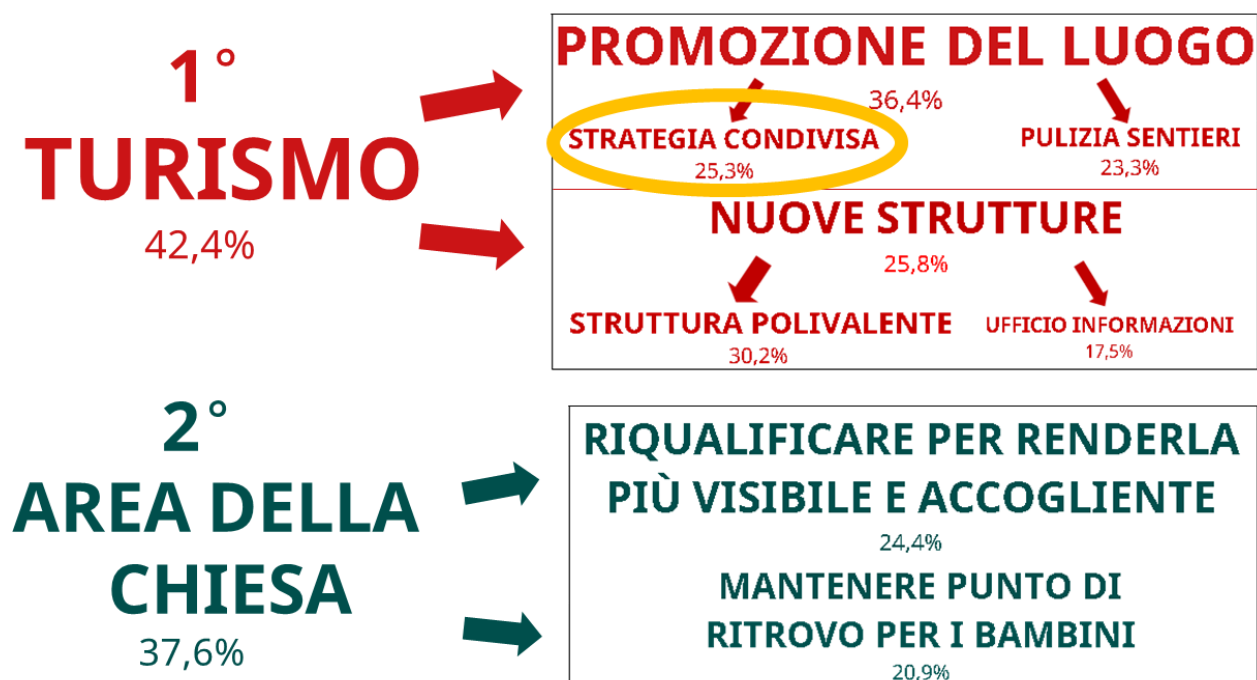 1°
TURISMO
42,4%
PROMOZIONE DEL LUOGO
36,4%
STRATEGIA CONDIVISA
25,3%
PULIZIA SENTIERI
23,3%
NUOVE STRUTTURE
25,8%
STRUTTURA POLIVALENTE
30,2%
UFFICIO INFORMAZIONI
17,5%
2°
AREA DELLA
CHIESA
37,6%
RIQUALIFICARE PER RENDERLA
PIÙ VISIBILE E ACCOGLIENTE
24,4%
MANTENERE PUNTO DI
RITROVO PER I BAMBINI
20,9%